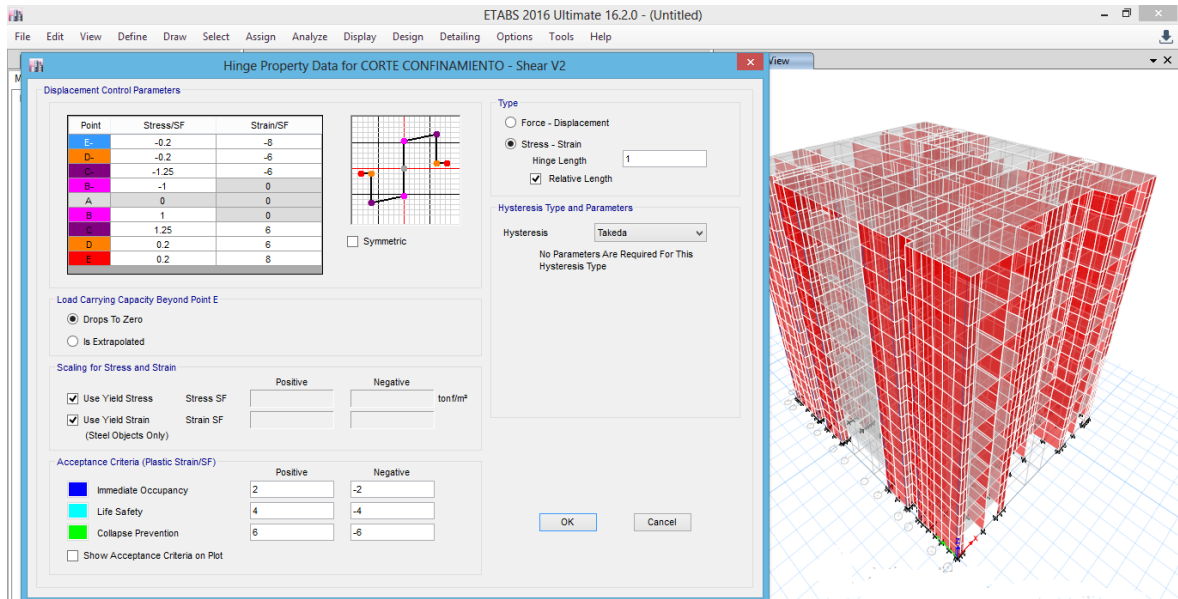 ETABS 2016 Ultimate 16.2.0 - (Untitled)
File Edit View Define Draw Select Assign Analyze Display Design Detailing Options Tools Help
Hinge Property Data for CORTE CONFINAMIENTO - Shear V2
View
Displacement Control Parameters
Point Stress/SF Strain/SF
E- -0.2 -8
D- -0.2 -6
C- -1.25 -6
B- -1 0
A 0 0
B 1 0
C 1.25 6
D 0.2 6
E 0.2 8
Symmetric
Type
Force - Displacement
Stress - Strain
Hinge Length 1
Relative Length
Hysteresis Type and Parameters
Hysteresis Takeda
No Parameters Are Required For This
Hysteresis Type
Load Carrying Capacity Beyond Point E
Drops To Zero
Is Extrapolated
Scaling for Stress and Strain
Positive Negative
Use Yield Stress Stress SF tonf/m²
Use Yield Strain Strain SF
(Steel Objects Only)
Acceptance Criteria (Plastic Strain/SF)
Positive Negative
Immediate Occupancy 2 -2
Life Safety 4 -4
Collapse Prevention 6 -6
Show Acceptance Criteria on Plot
OK Cancel
X